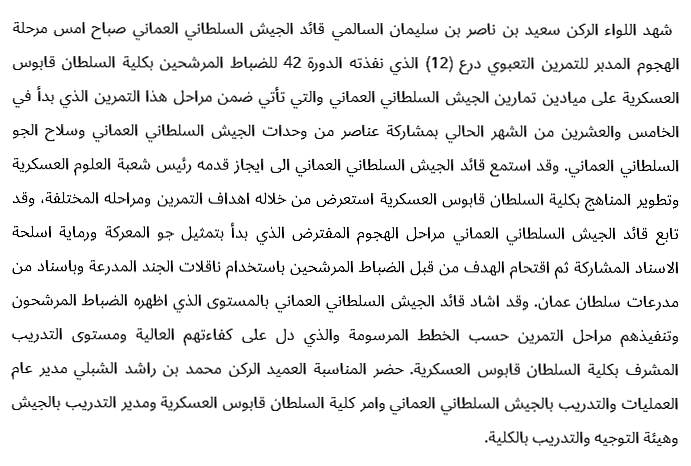 شهد اللواء الركن سعيد بن ناصر بن سليمان السالمي قائد الجيش السلطاني العماني صباح امس مرحلة
الهجوم المدبر للتمرين التعبوي درع (12) الذي نفذته الدورة 42 للضباط المرشحين بكلية السلطان قابوس
العسكرية على ميادين تمارين الجيش السلطاني العماني والتي تأتي ضمن مراحل هذا التمرين الذي بدأ في
الخامس والعشرين من الشهر الحالي بمشاركة عناصر من وحدات الجيش السلطاني العماني وسلاح الجو
السلطاني العماني. وقد استمع قائد الجيش السلطاني العماني الى ايجاز قدمه رئيس شعبة العلوم العسكرية
وتطوير المناهج بكلية السلطان قابوس العسكرية استعرض من خلاله اهداف التمرين ومراحله المختلفة، وقد
تابع قائد الجيش السلطاني العماني مراحل الهجوم المفترض الذي بدأ بتمثيل جو المعركة ورماية اسلحة
الاسناد المشاركة ثم اقتحام الهدف من قبل الضباط المرشحين باستخدام ناقلات الجند المدرعة وباسناد من
مدرعات سلطان عمان. وقد اشاد قائد الجيش السلطاني العماني بالمستوى الذي اظهره الضباط المرشحون
وتنفيذهم مراحل التمرين حسب الخطط المرسومة والذي دل على كفاءتهم العالية ومستوى التدريب
المشرف بكلية السلطان قابوس العسكرية. حضر المناسبة العميد الركن محمد بن راشد الشبلي مدير عام
العمليات والتدريب بالجيش السلطاني العماني وامر كلية السلطان قابوس العسكرية ومدير التدريب بالجيش
وهيئة التوجيه والتدريب بالكلية.